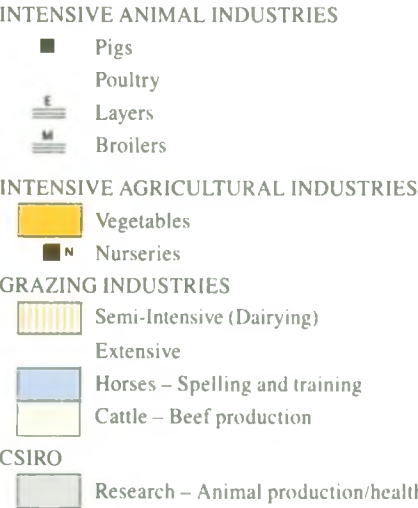 INTENSIVE ANIMAL INDUSTRIES
Pigs
Poultry
E Layers
M Broilers
INTENSIVE AGRICULTURAL INDUSTRIES
Vegetables
N Nurseries
GRAZING INDUSTRIES
Semi-Intensive (Dairying)
Extensive
Horses – Spelling and training
Cattle – Beef production
CSIRO
Research – Animal production/health